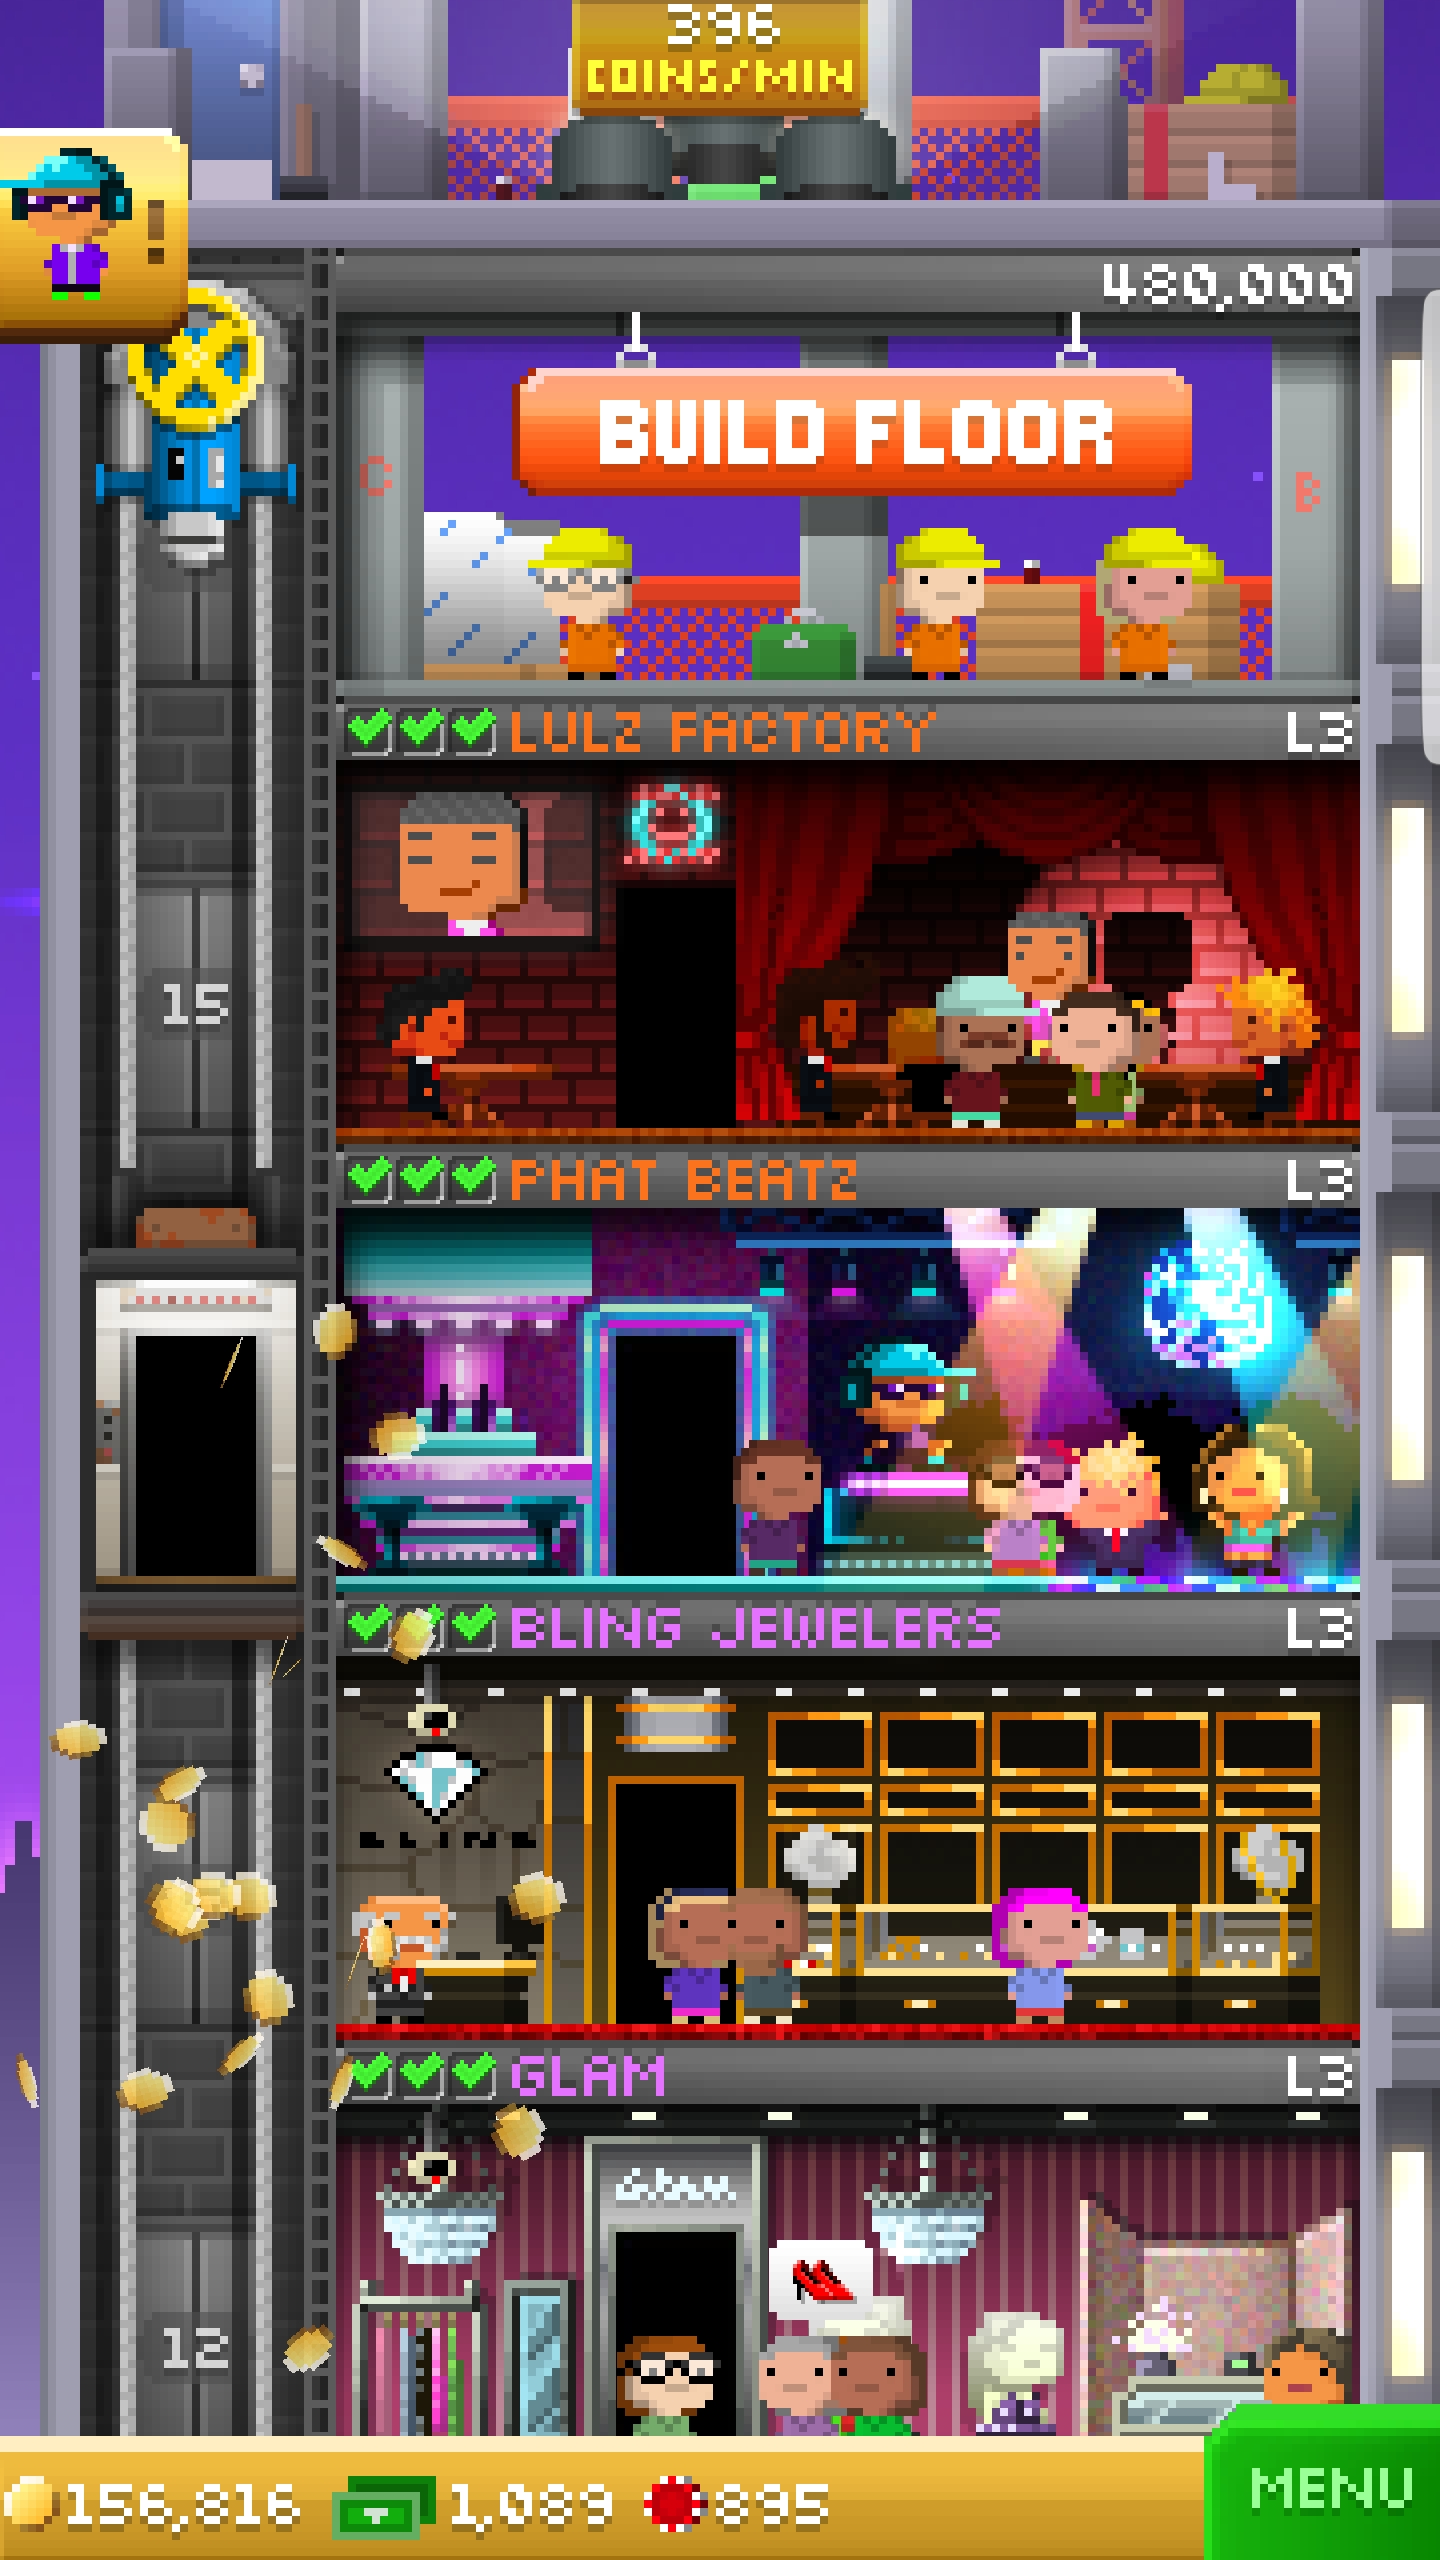 396
COINS/MIN
480,000
BUILD FLOOR
C
B
LULZ FACTORY L3
15
PHAT BEATZ L3
BLING JEWELERS L3
BLING
GLAM L3
Glam
12
156,816 1,089 895
MENU